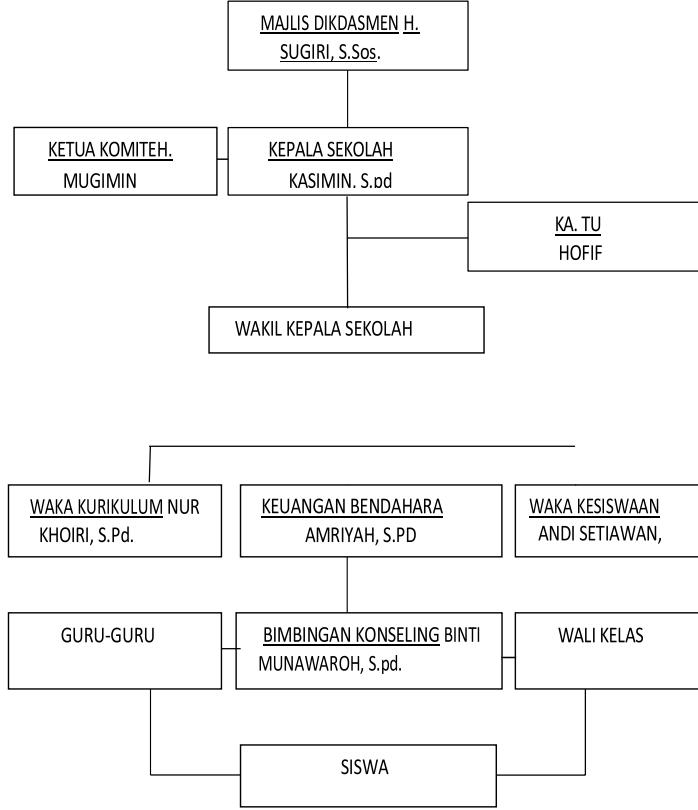 MAJLIS DIKDASMEN H.
SUGIRI, S.Sos.
KETUA KOMITEH.
MUGIMIN
KEPALA SEKOLAH
KASIMIN. S.pd
KA. TU
HOFIF
WAKIL KEPALA SEKOLAH
WAKA KURIKULUM NUR
KHOIRI, S.Pd.
KEUANGAN BENDAHARA
AMRIYAH, S.PD
WAKA KESISWAAN
ANDI SETIAWAN,
GURU-GURU
BIMBINGAN KONSELING BINTI
MUNAWAROH, S.pd.
WALI KELAS
SISWA